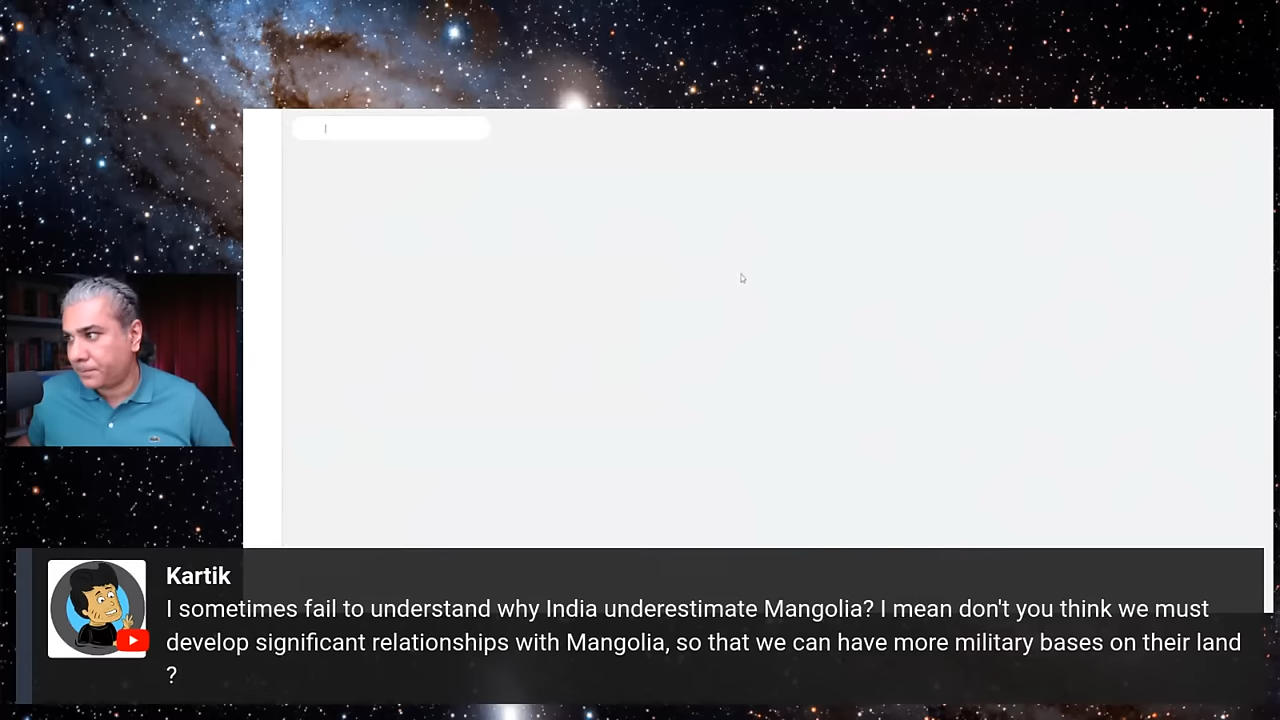 Kartik
I sometimes fail to understand why India underestimate Mangolia? I mean don't you think we must
develop significant relationships with Mangolia, so that we can have more military bases on their land
?